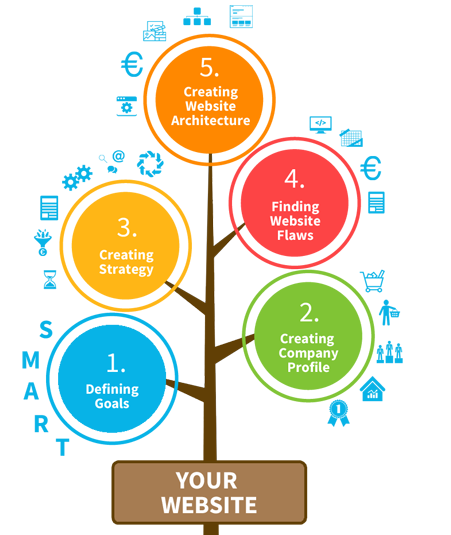 5.
Creating
Website
Architecture
4.
Finding
Website
Flaws
3.
Creating
Strategy
2.
Creating
Company
Profile
1.
Defining
Goals
S
M
A
R
T
YOUR
WEBSITE
€
€
@
</>
€
1